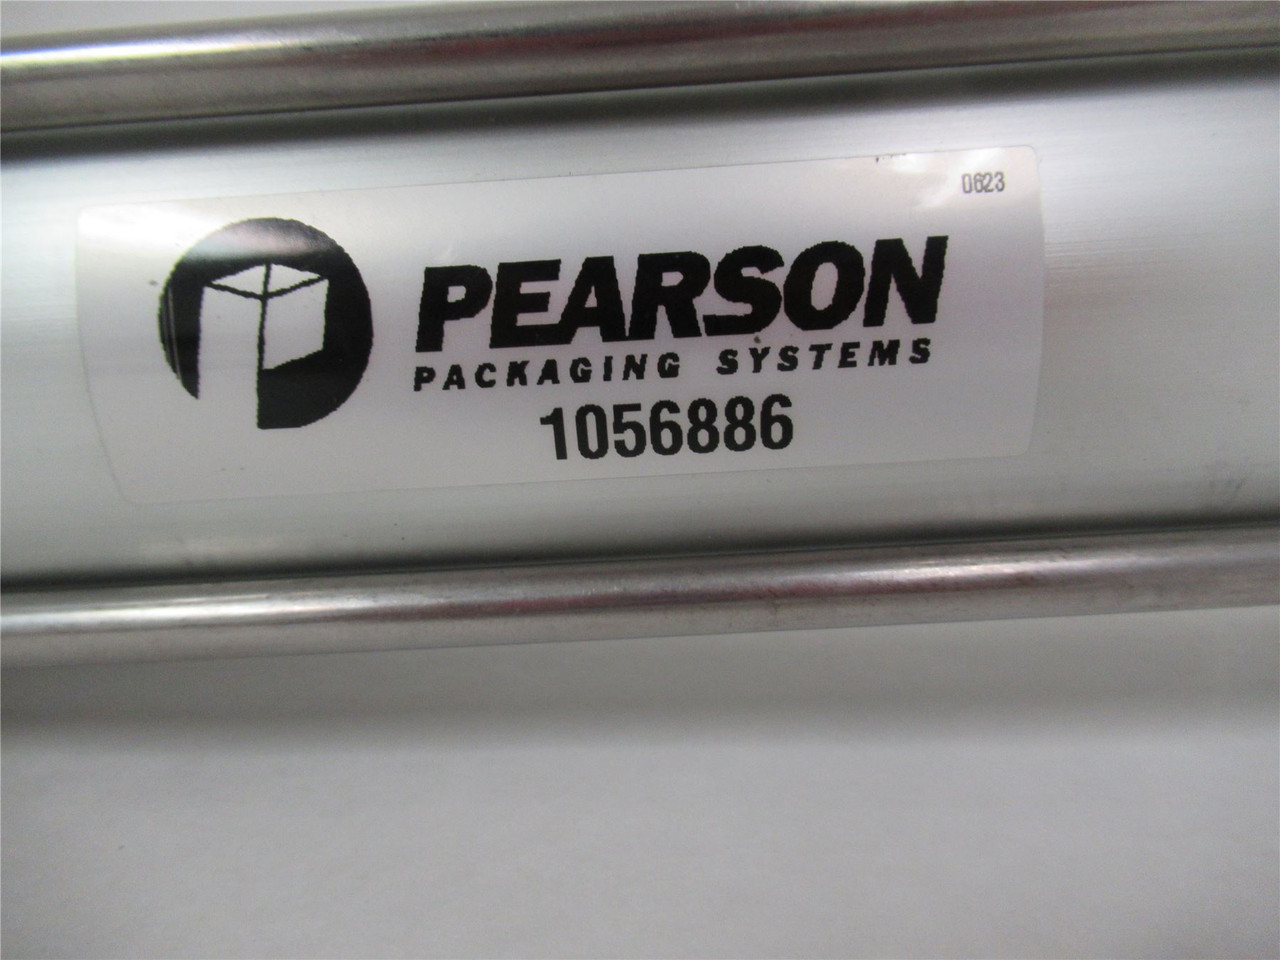 0623
PEARSON
PACKAGING SYSTEMS
1056886